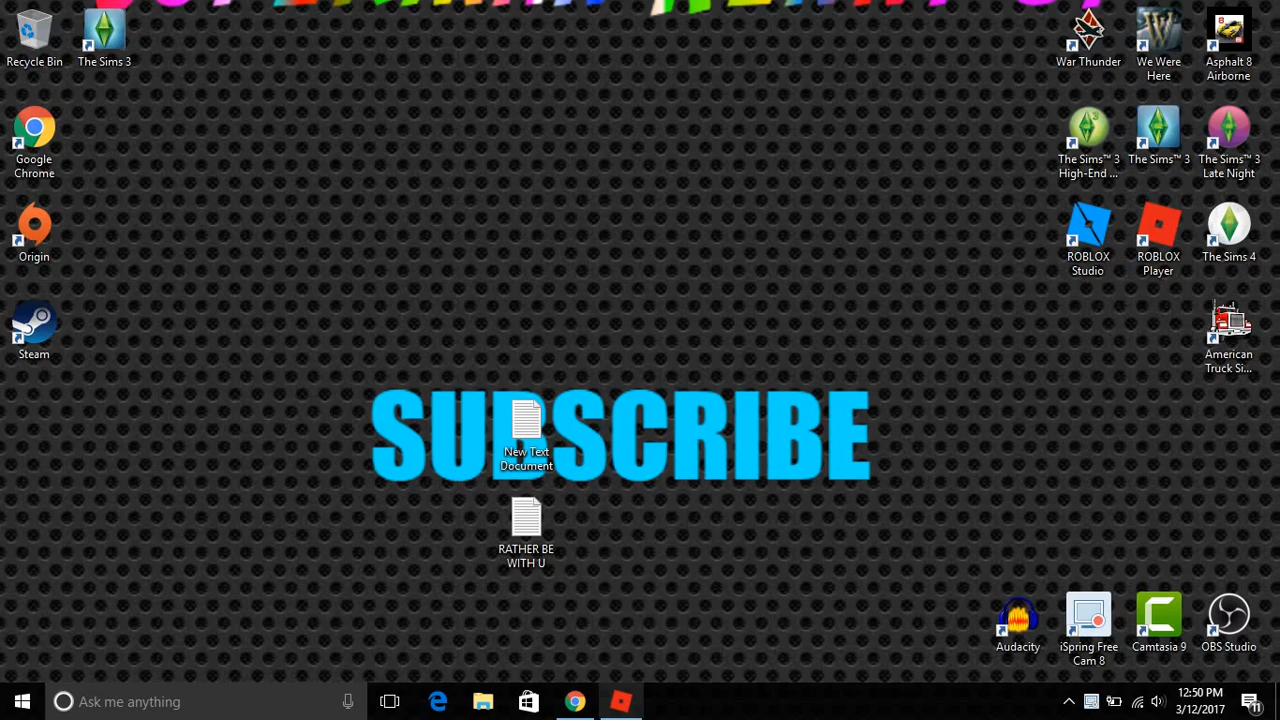 Recycle Bin
The Sims 3
War Thunder
We Were
Here
Asphalt 8
Airborne
Google
Chrome
The Sims™ 3
High-End ...
The Sims™ 3
The Sims™ 3
Late Night
Origin
ROBLOX
Studio
ROBLOX
Player
The Sims 4
Steam
American
Truck Si...
SUBSCRIBE
New Text
Document
RATHER BE
WITH U
Audacity
iSpring Free
Cam 8
Camtasia 9
OBS Studio
Ask me anything
12:50 PM
3/12/2017
11